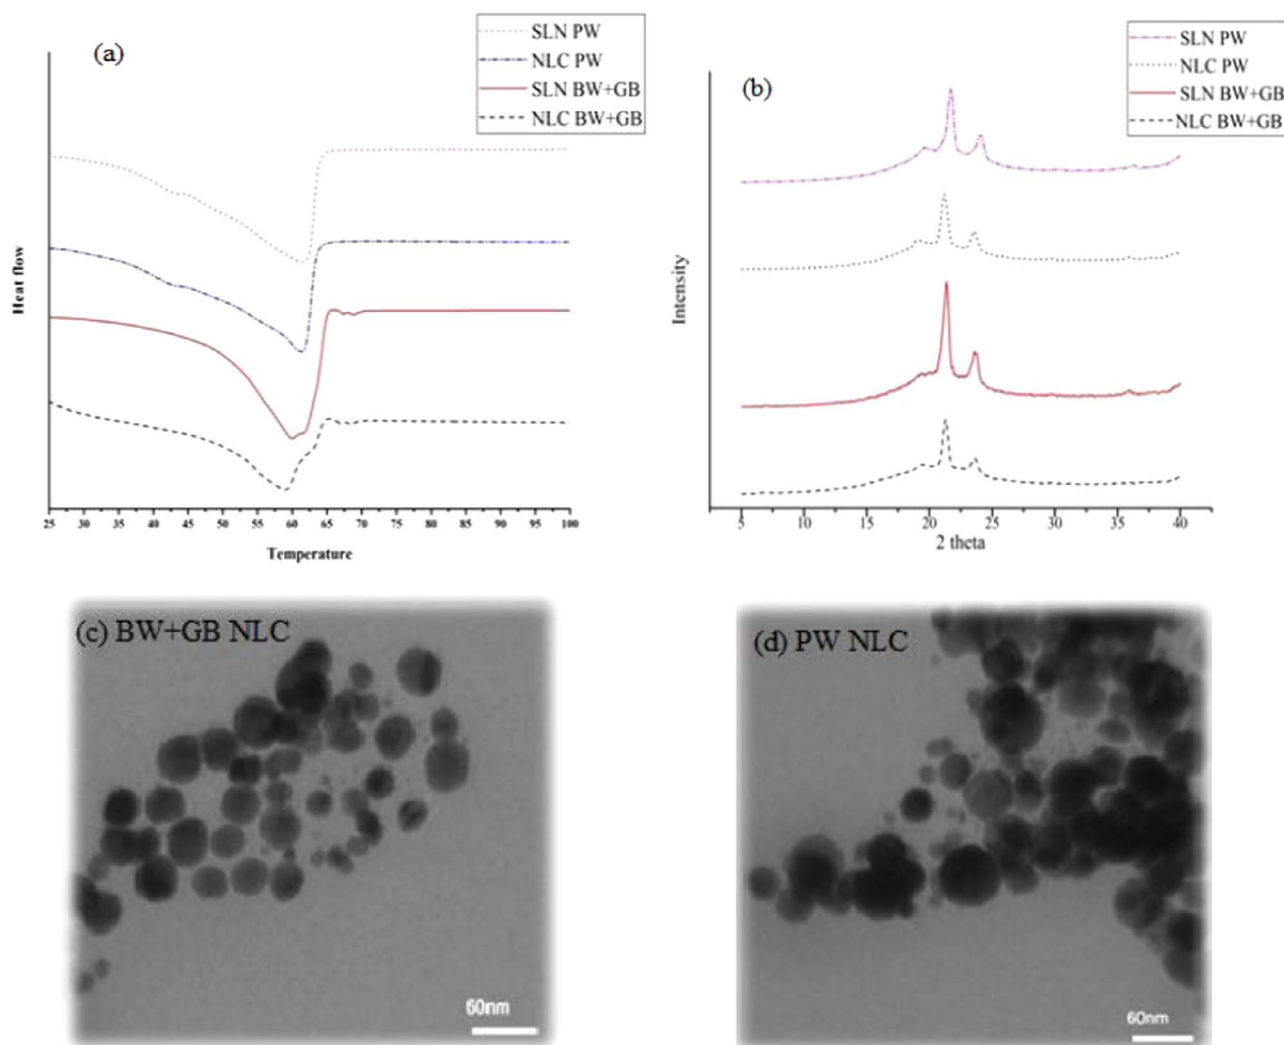 (a)
SLN PW
NLC PW
SLN BW+GB
NLC BW+GB
Heat flow
25 30 35 40 45 50 55 60 65 70 75 80 85 90 95 100
Temperature
(b)
SLN PW
NLC PW
SLN BW+GB
NLC BW+GB
Intensity
5 10 15 20 25 30 35 40
2 theta
(c) BW+GB NLC
60nm
(d) PW NLC
60nm